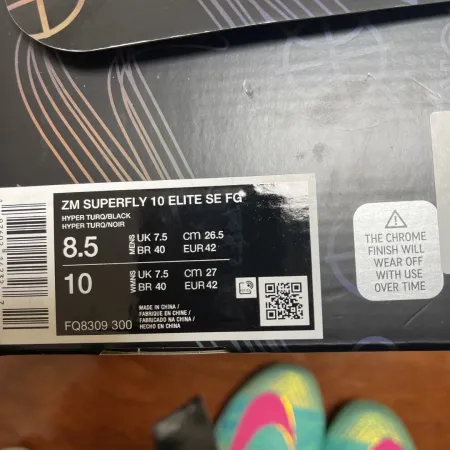 ZM SUPERFLY 10 ELITE SE FG
HYPER TURQ/BLACK
HYPER TURQ/NOIR
8.5 MENS UK 7.5 CM 26.5
BR 40 EUR 42
10 WMNS UK 7.5 CM 27
BR 40 EUR 42
MADE IN CHINA /
FABRIQUE EN CHINE /
FABRICADO NA CHINA /
HECHO EN CHINA
FQ8309 300
THE CHROME
FINISH WILL
WEAR OFF
WITH USE
OVER TIME